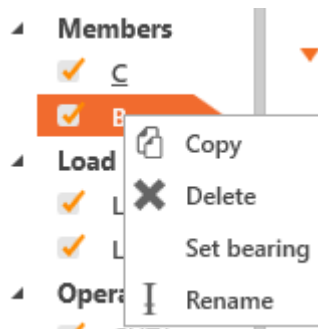 Members
C
B
Copy
Load
Delete
L
L
Set bearing
Opera
Rename